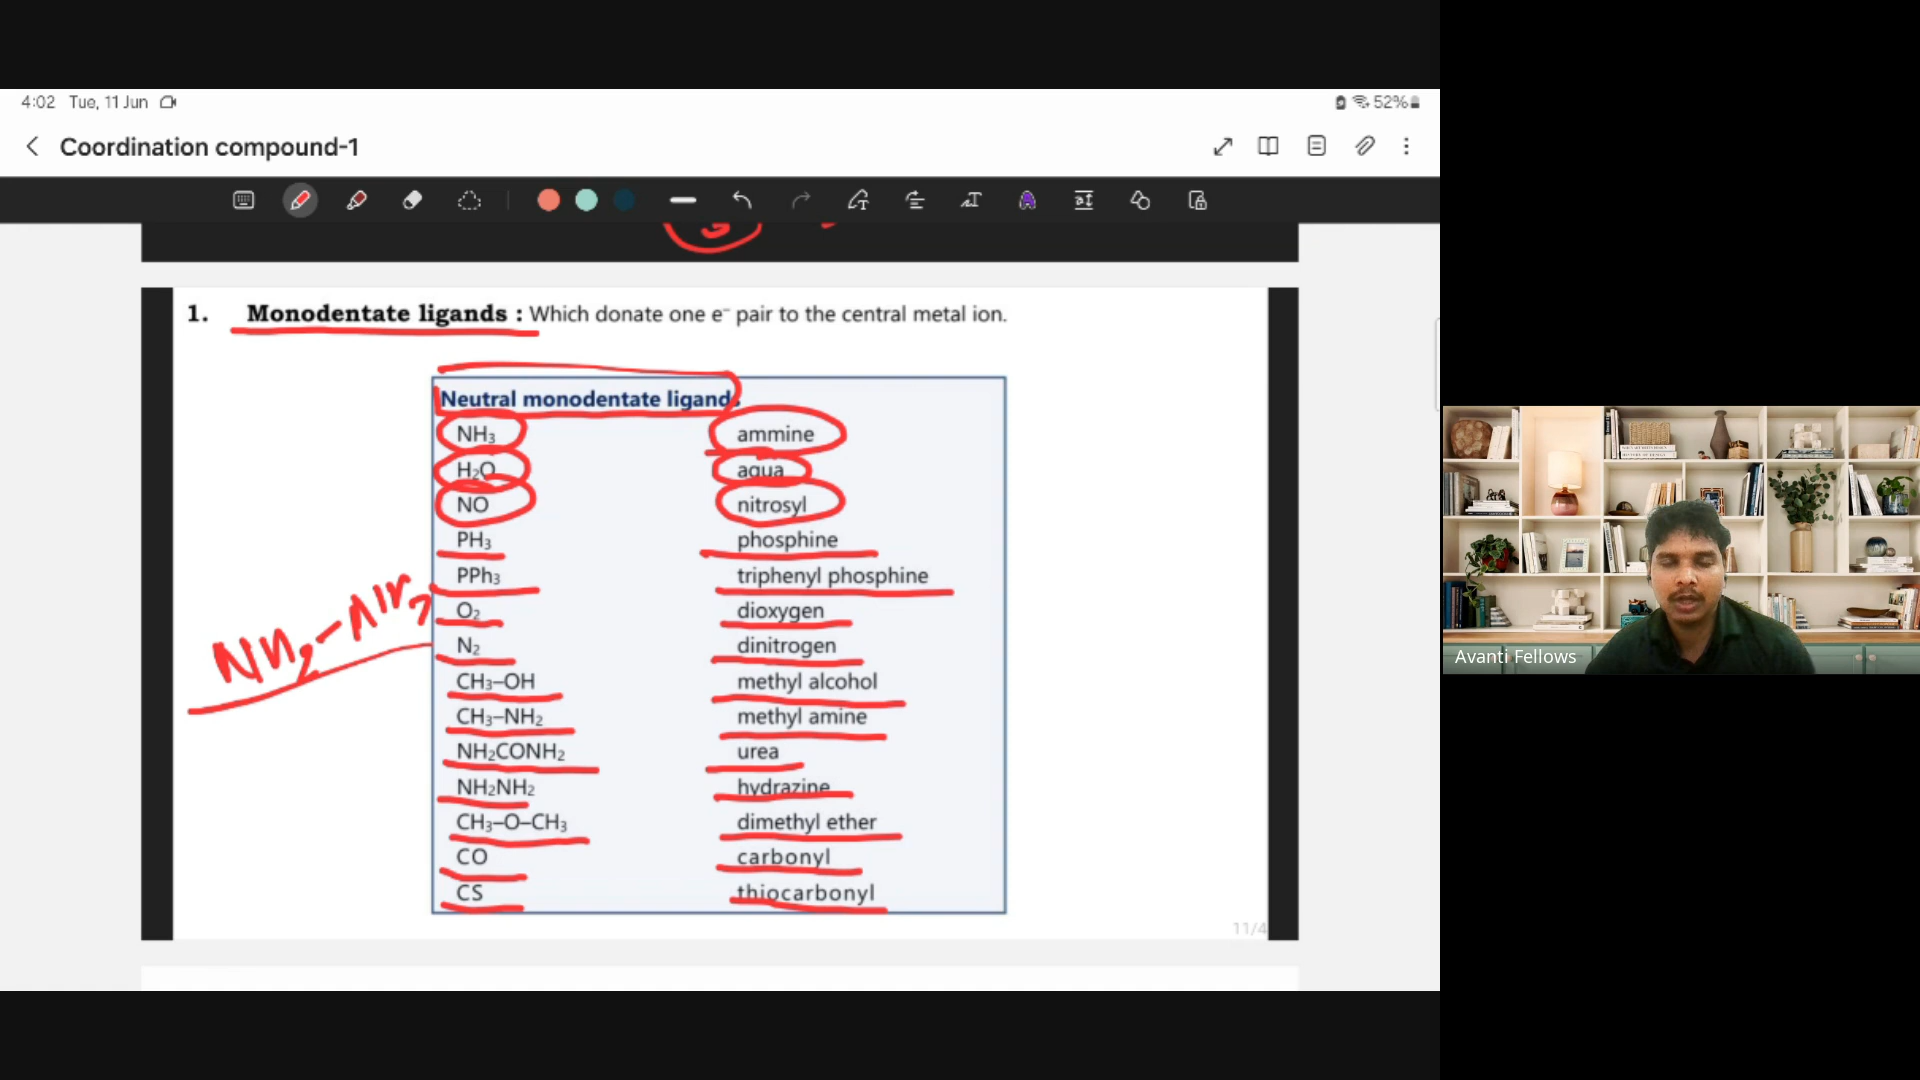 4:02 Tue, 11 Jun
52%
Coordination compound-1
1. Monodentate ligands : Which donate one e⁻ pair to the central metal ion.
Neutral monodentate ligand
NH₃ ammine
H₂O aqua
NO nitrosyl
PH₃ phosphine
PPh₃ triphenyl phosphine
O₂ dioxygen
N₂ dinitrogen
CH₃–OH methyl alcohol
CH₃–NH₂ methyl amine
NH₂CONH₂ urea
NH₂NH₂ hydrazine
CH₃–O–CH₃ dimethyl ether
CO carbonyl
CS thiocarbonyl
11/4
Avanti Fellows